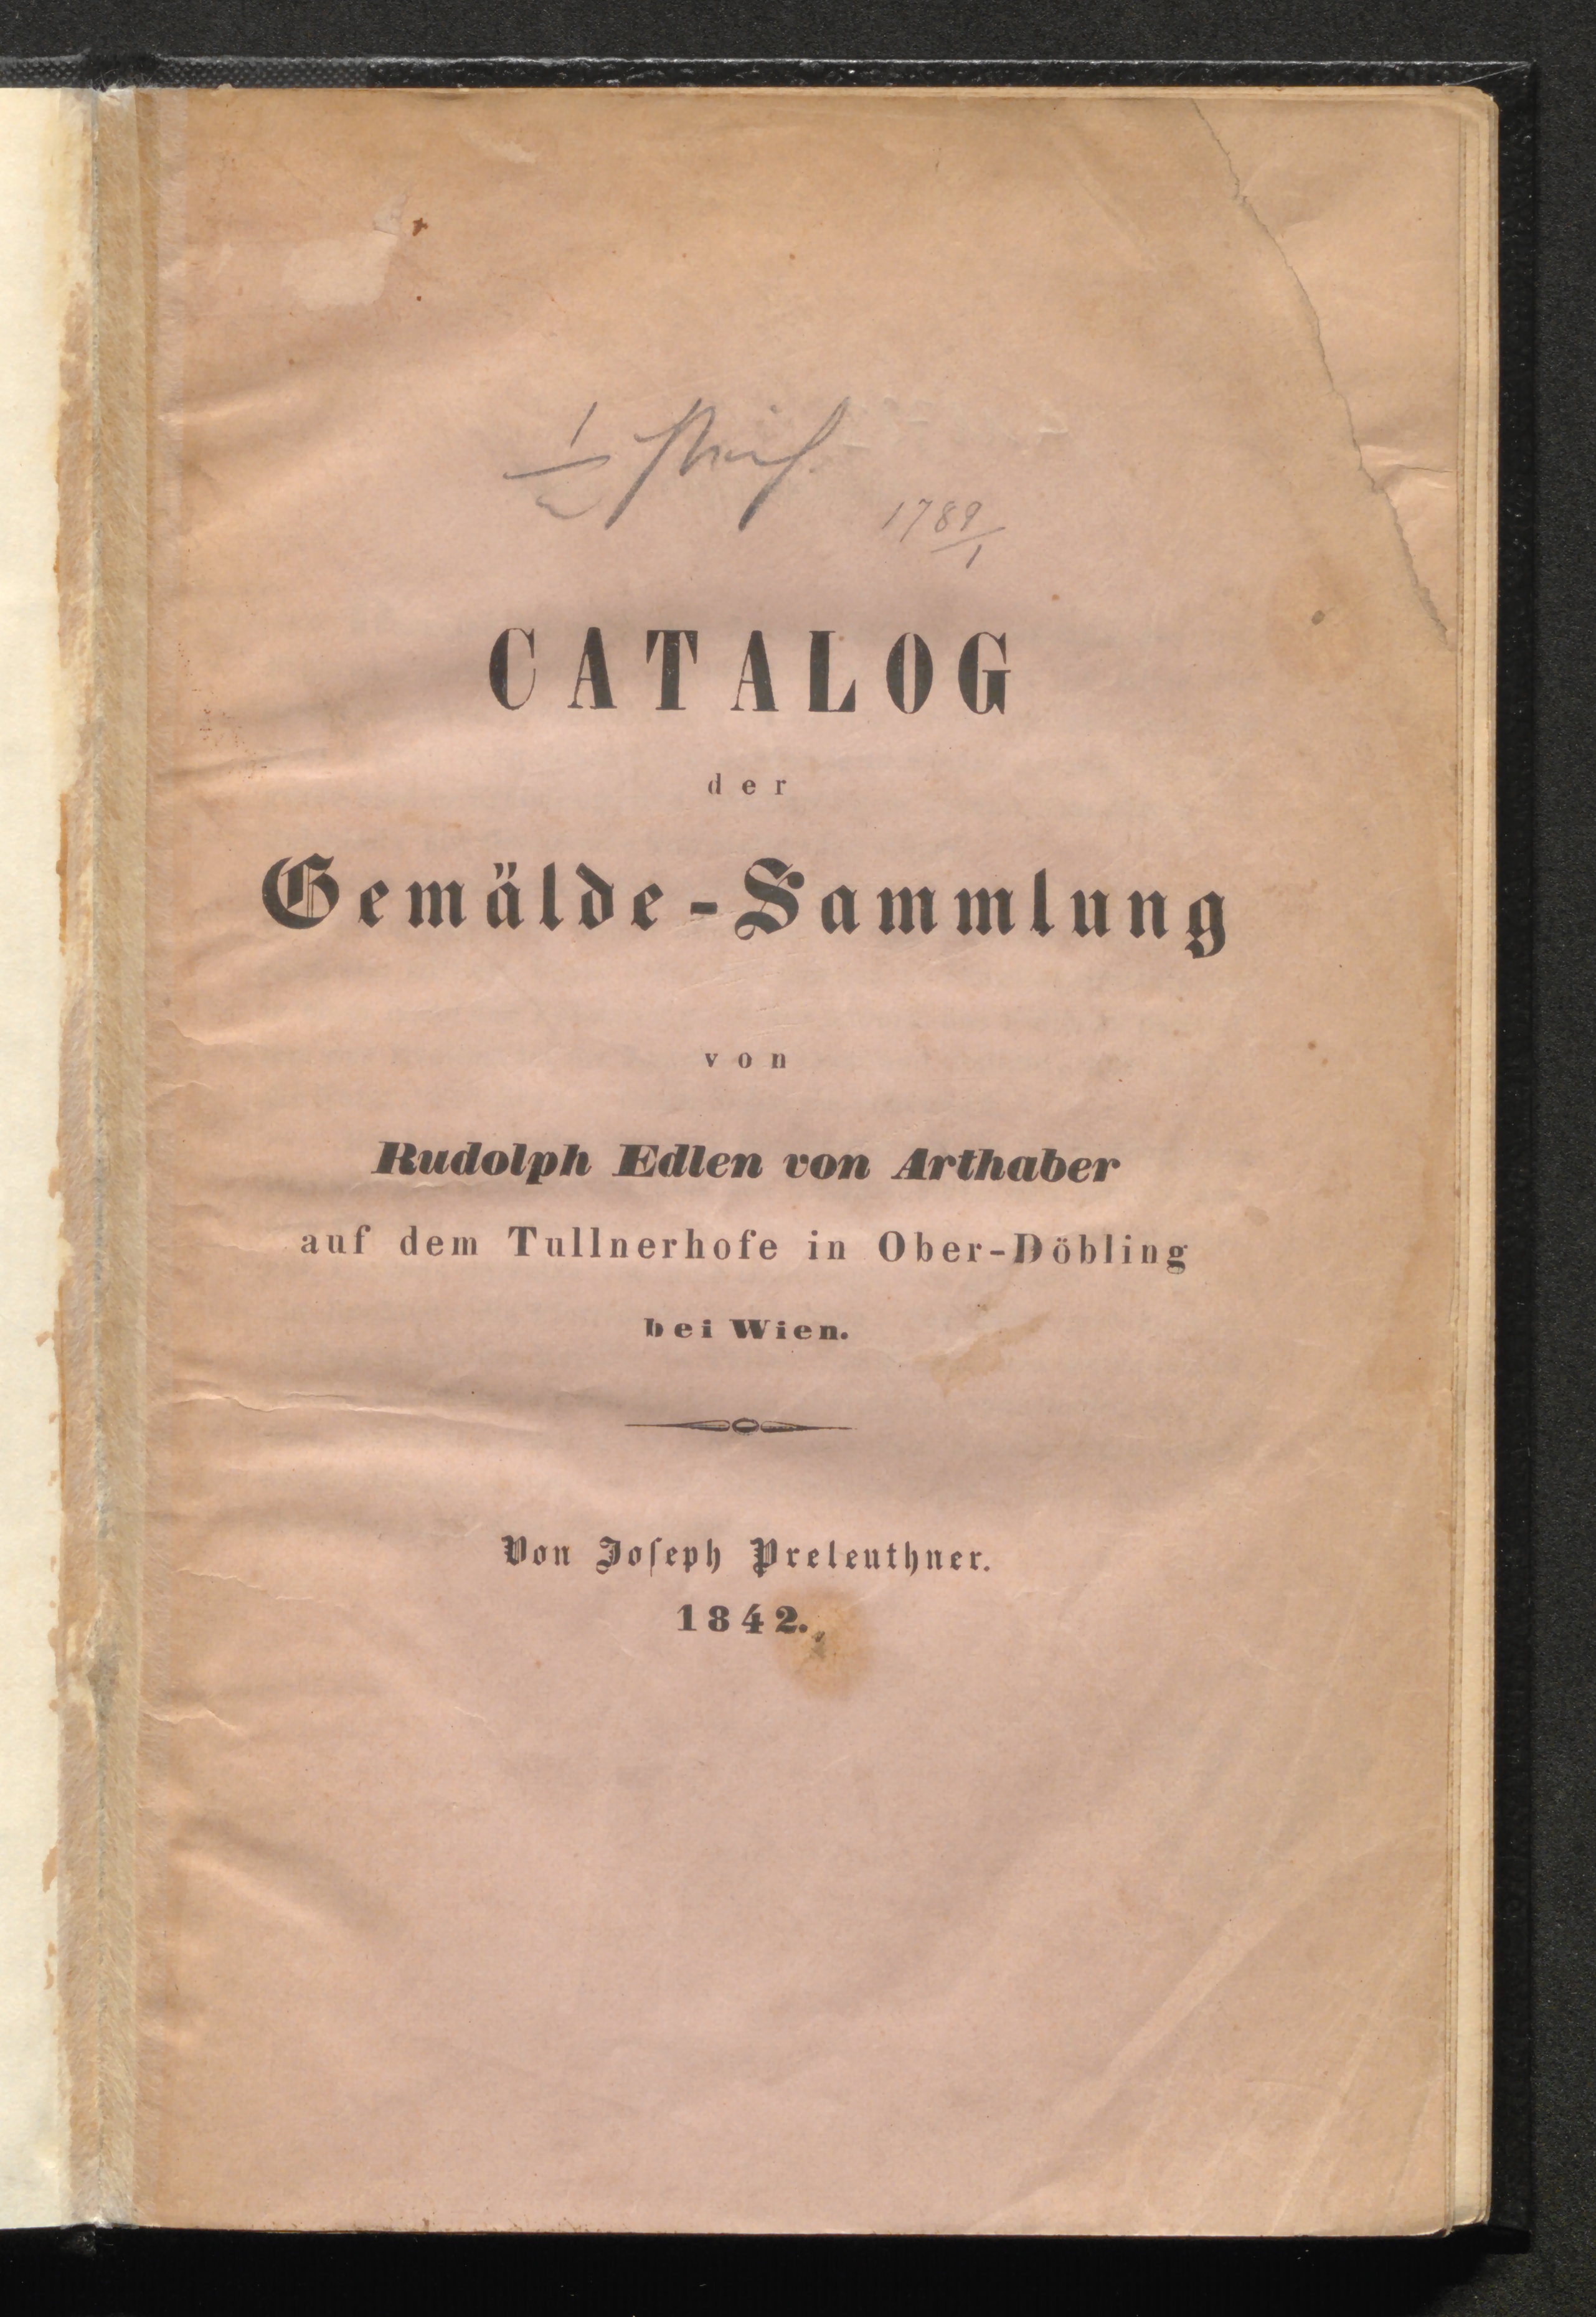 1789/1
CATALOG
der
Gemälde-Sammlung
von
Rudolph Edlen von Arthaber
auf dem Tullnerhofe in Ober-Döbling
bei Wien.
Von Joſeph Preleuthner.
1842.